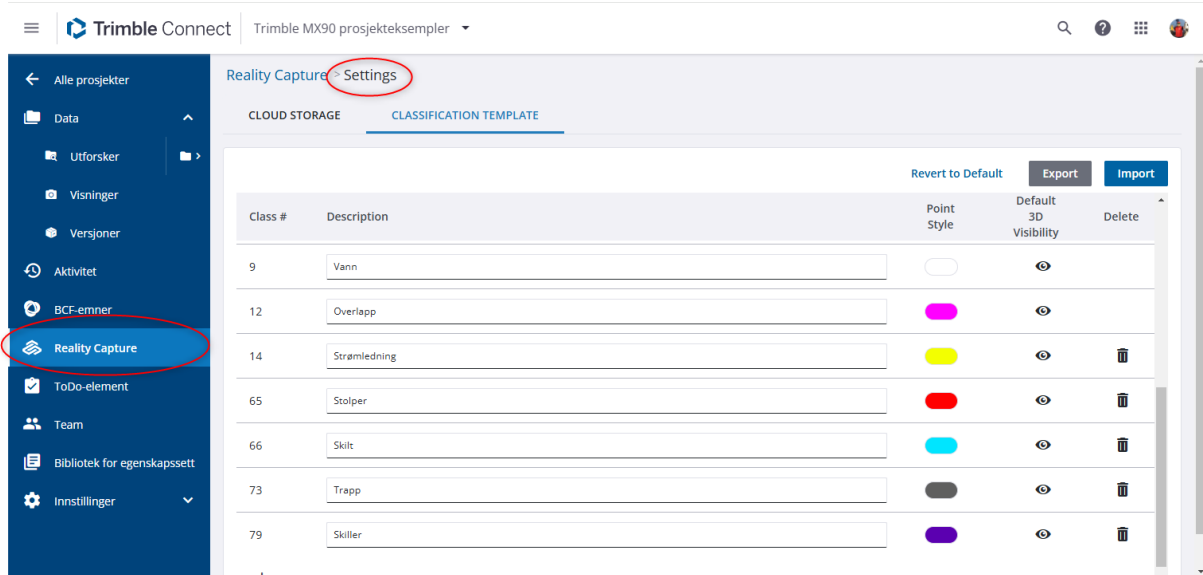 Trimble Connect
Trimble MX90 prosjekteksempler
Alle prosjekter
Data
Utforsker
Visninger
Versjoner
Aktivitet
BCF-emner
Reality Capture
ToDo-element
Team
Bibliotek for egenskapssett
Innstillinger
Reality Capture > Settings
CLOUD STORAGE CLASSIFICATION TEMPLATE
Revert to Default Export Import
Class # Description Point Style Default 3D Visibility Delete
9 Vann
12 Overlapp
14 Strømledning
65 Stolper
66 Skilt
73 Trapp
79 Skiller